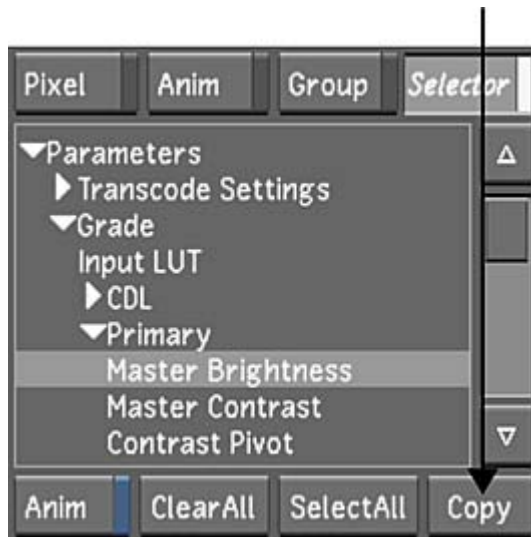 Pixel Anim Group Selector
Parameters
Transcode Settings
Grade
Input LUT
CDL
Primary
Master Brightness
Master Contrast
Contrast Pivot
Anim ClearAll SelectAll Copy